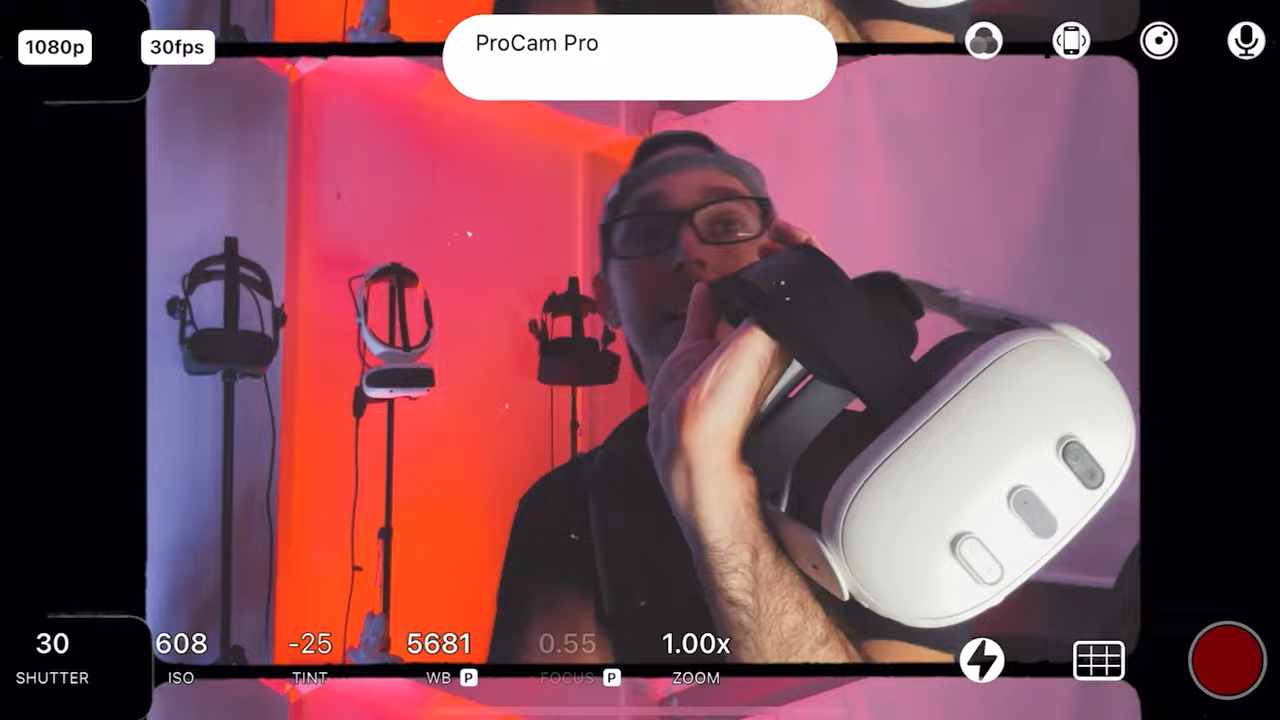 1080p
30fps
ProCam Pro
30
608
-25
5681
0.55
1.00x
SHUTTER
ISO
TINT
WB P
FOCUS P
ZOOM